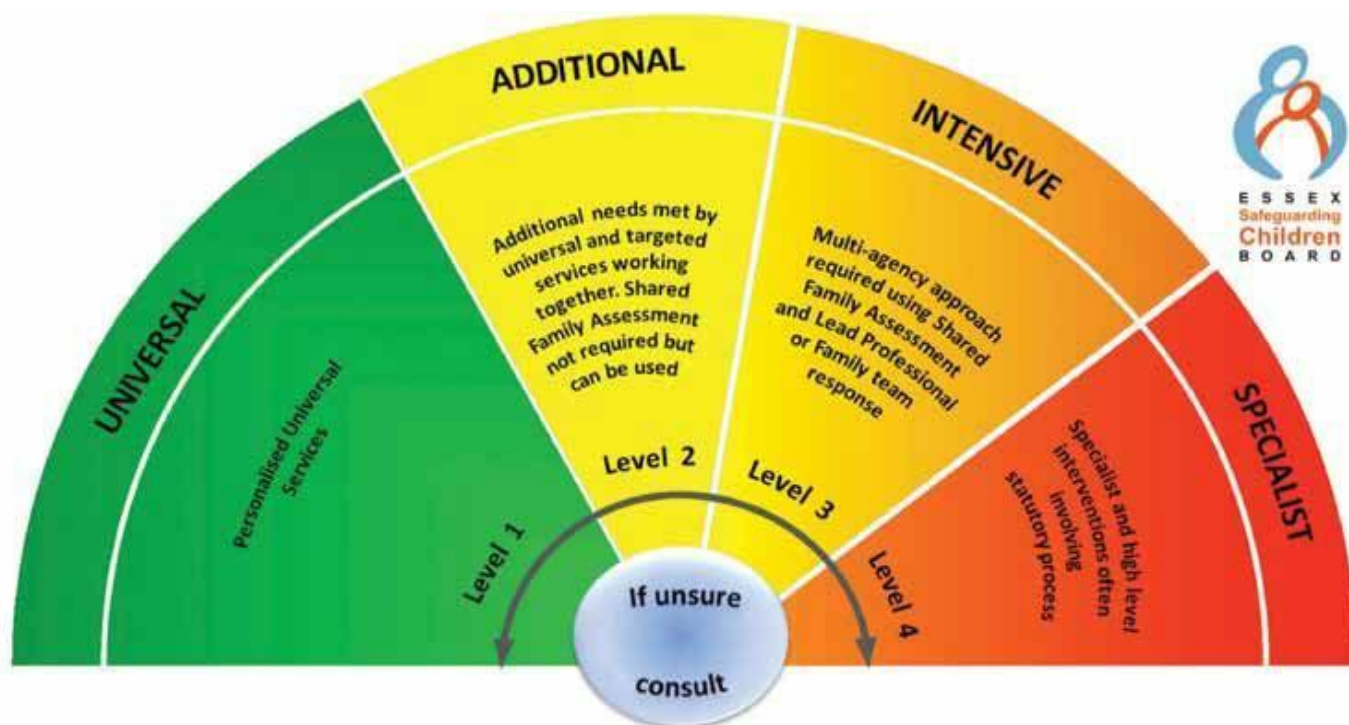 UNIVERSAL
Personalised Universal
Services
Level 1
ADDITIONAL
Additional needs met by
universal and targeted
services working
together. Shared
Family Assessment
not required but
can be used
Level 2
INTENSIVE
Multi-agency approach
required using Shared
Family Assessment
and Lead Professional
or Family team
response
Level 3
SPECIALIST
Specialist and high level
interventions often
involving
statutory process
Level 4
If unsure
consult
ESSEX
Safeguarding
Children
BOARD